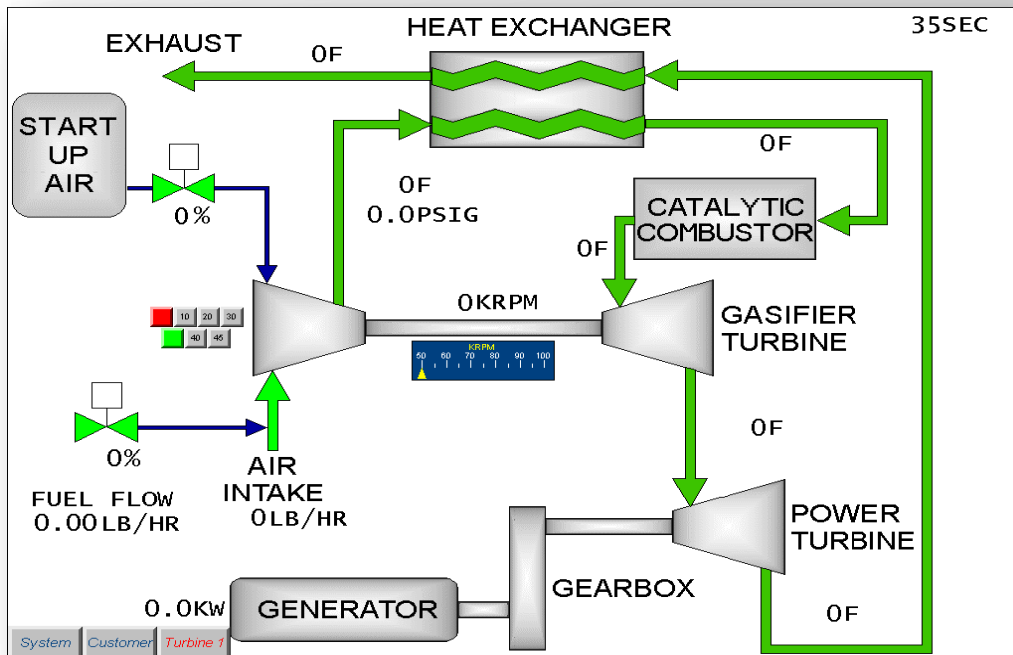 HEAT EXCHANGER
35SEC
EXHAUST
0F
START
UP
AIR
0F
0F
0.0PSIG
0%
CATALYTIC
COMBUSTOR
0F
0KRPM
GASIFIER
TURBINE
10 20 30
40 45
KRPM
50 60 70 80 90 100
0F
0%
AIR
INTAKE
0LB/HR
FUEL FLOW
0.00LB/HR
POWER
TURBINE
GEARBOX
0.0KW
GENERATOR
0F
System Customer Turbine 1